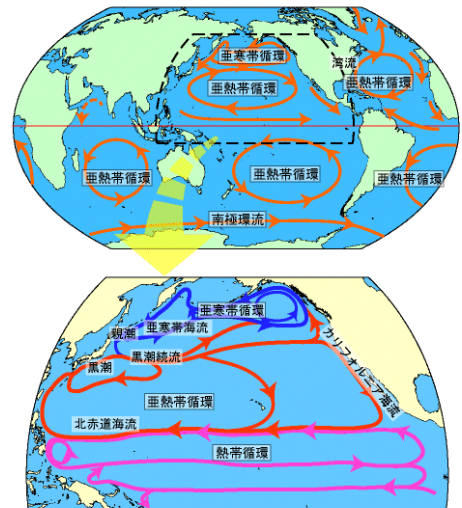 亜寒帯循環
湾流
亜熱帯循環
亜熱帯循環
亜熱帯循環
亜熱帯循環
亜熱帯循環
南極環流
亜寒帯循環
親潮
亜寒帯海流
黒潮続流
黒潮
カリフォルニア海流
亜熱帯循環
北赤道海流
熱帯循環